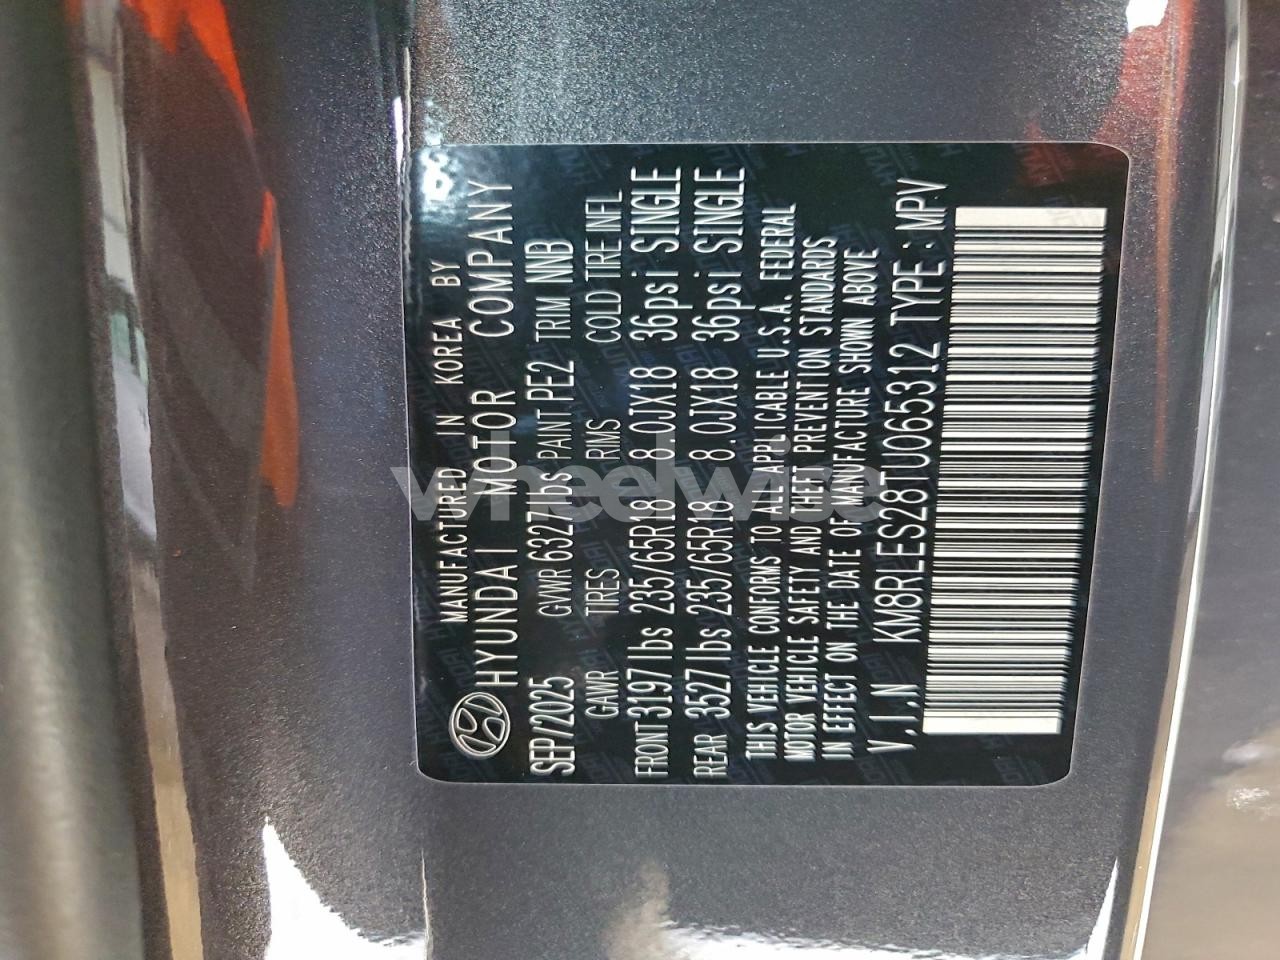 MANUFACTURED IN KOREA BY
HYUNDAI MOTOR COMPANY
SEP/2025 GVWR 6327lbs PAINT PE2 TRIM NNB
GAWR TIRES RIMS COLD TIRE INFL
FRONT 3197lbs 235/65R18 8.0JX18 36psi SINGLE
REAR 3527lbs 235/65R18 8.0JX18 36psi SINGLE
THIS VEHICLE CONFORMS TO ALL APPLICABLE U.S.A. FEDERAL
MOTOR VEHICLE SAFETY AND THEFT PREVENTION STANDARDS
IN EFFECT ON THE DATE OF MANUFACTURE SHOWN ABOVE
V.I.N KM8RLES28TU065312 TYPE : MPV
wheelwise